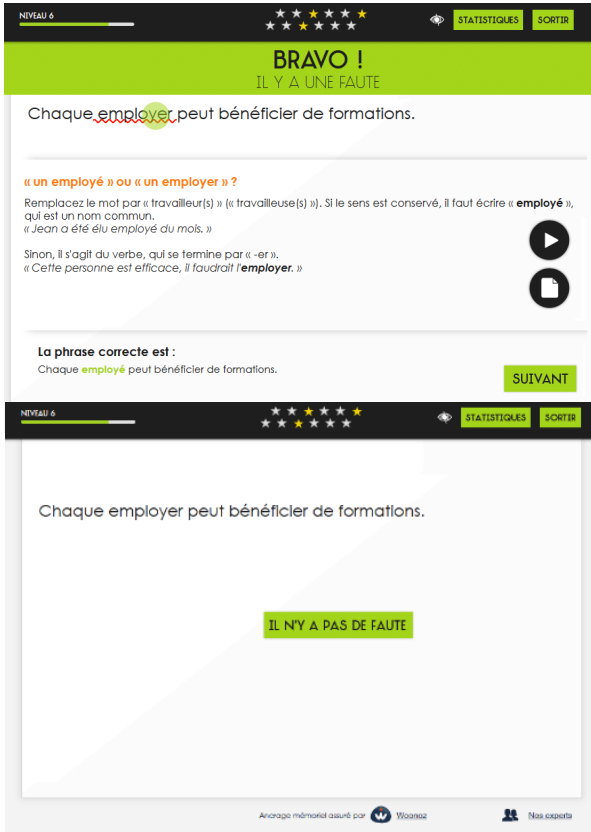 NIVEAU 6
STATISTIQUES
SORTIR
BRAVO !
IL Y A UNE FAUTE
Chaque employer peut bénéficier de formations.
« un employé » ou « un employer » ?
Remplacez le mot par « travailleur(s) » (« travailleuse(s) »). Si le sens est conservé, il faut écrire « employé »,
qui est un nom commun.
« Jean a été élu employé du mois. »
Sinon, il s'agit du verbe, qui se termine par « -er ».
« Cette personne est efficace, il faudrait l'employer. »
La phrase correcte est :
Chaque employé peut bénéficier de formations.
SUIVANT
NIVEAU 6
STATISTIQUES
SORTIR
Chaque employer peut bénéficier de formations.
IL N'Y A PAS DE FAUTE
Ancrage mémoriel assuré par
Woonoz
Nos experts